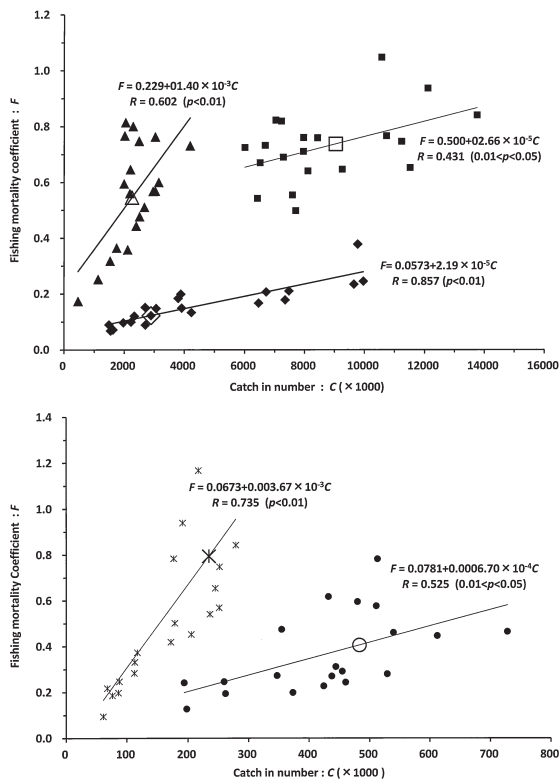 1.2
1.0
0.8
0.6
0.4
0.2
0.0
Fishing mortality coefficient : F
F = 0.229+01.40 × 10-3C
R = 0.602 (p<0.01)
F = 0.500+02.66 × 10-5C
R = 0.431 (0.01<p<0.05)
F = 0.0573+2.19 × 10-5C
R = 0.857 (p<0.01)
0 2000 4000 6000 8000 10000 12000 14000 16000
Catch in number : C ( × 1000)
1.4
1.2
1.0
0.8
0.6
0.4
0.2
0.0
Fishing mortality Coefficient : F
F = 0.0673+0.003.67 × 10-3C
R = 0.735 (p<0.01)
F = 0.0781+0.0006.70 × 10-4C
R = 0.525 (0.01<p<0.05)
0 100 200 300 400 500 600 700 800
Catch in number : C ( × 1000)